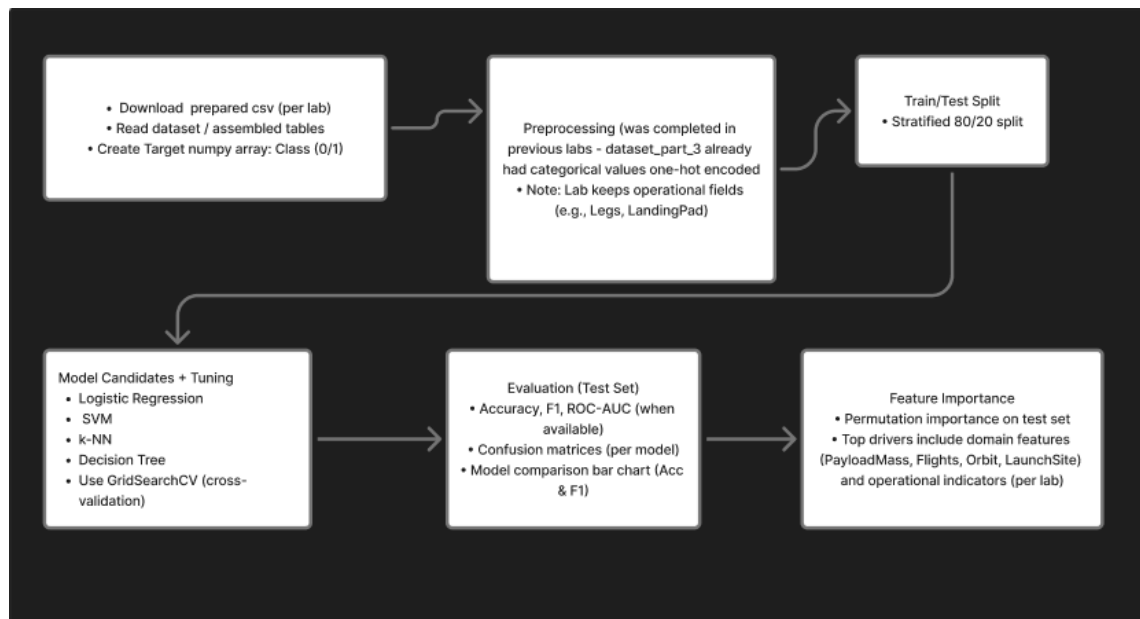 • Download prepared csv (per lab)
• Read dataset / assembled tables
• Create Target numpy array: Class (0/1)
Preprocessing (was completed in
previous labs - dataset_part_3 already
had categorical values one-hot encoded
• Note: Lab keeps operational fields
(e.g., Legs, LandingPad)
Train/Test Split
• Stratified 80/20 split
Model Candidates + Tuning
• Logistic Regression
• SVM
• k-NN
• Decision Tree
• Use GridSearchCV (cross-
validation)
Evaluation (Test Set)
• Accuracy, F1, ROC-AUC (when
available)
• Confusion matrices (per model)
• Model comparison bar chart (Acc
& F1)
Feature Importance
• Permutation importance on test set
• Top drivers include domain features
(PayloadMass, Flights, Orbit, LaunchSite)
and operational indicators (per lab)